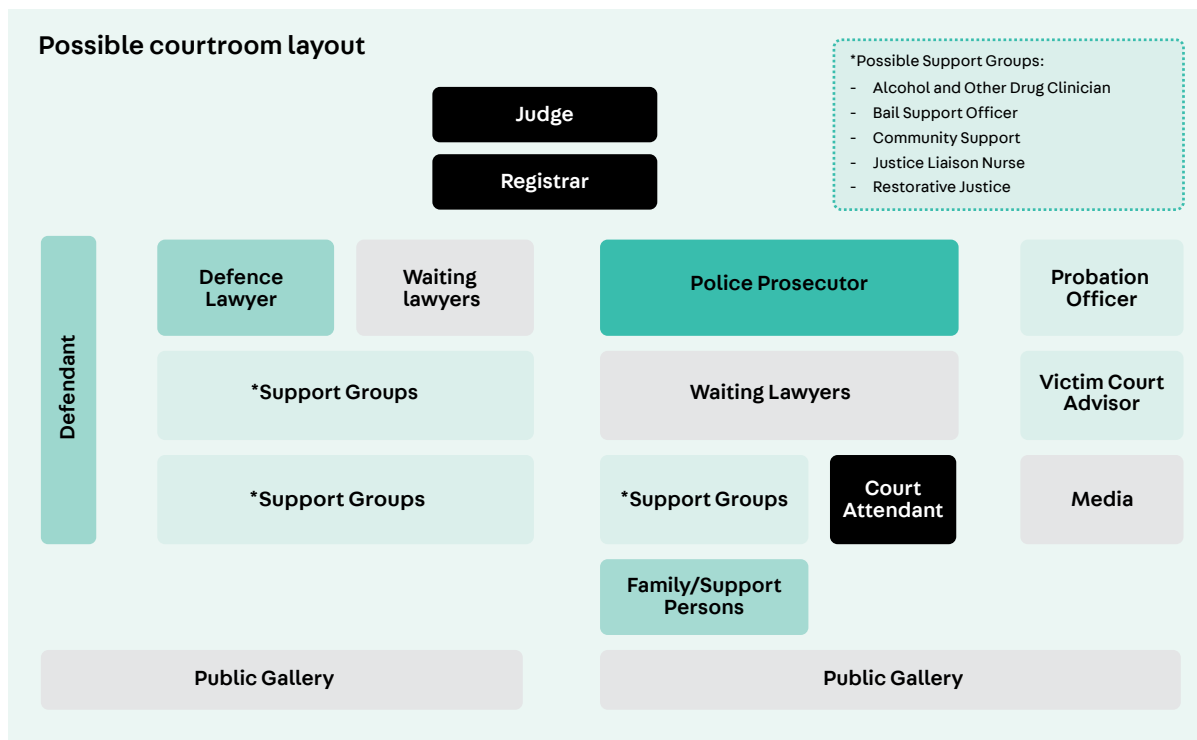 Possible courtroom layout
*Possible Support Groups:
- Alcohol and Other Drug Clinician
- Bail Support Officer
- Community Support
- Justice Liaison Nurse
- Restorative Justice
Judge
Registrar
Defendant
Defence
Lawyer
Waiting
lawyers
Police Prosecutor
Probation
Officer
*Support Groups
Waiting Lawyers
Victim Court
Advisor
*Support Groups
*Support Groups
Court
Attendant
Media
Family/Support
Persons
Public Gallery
Public Gallery